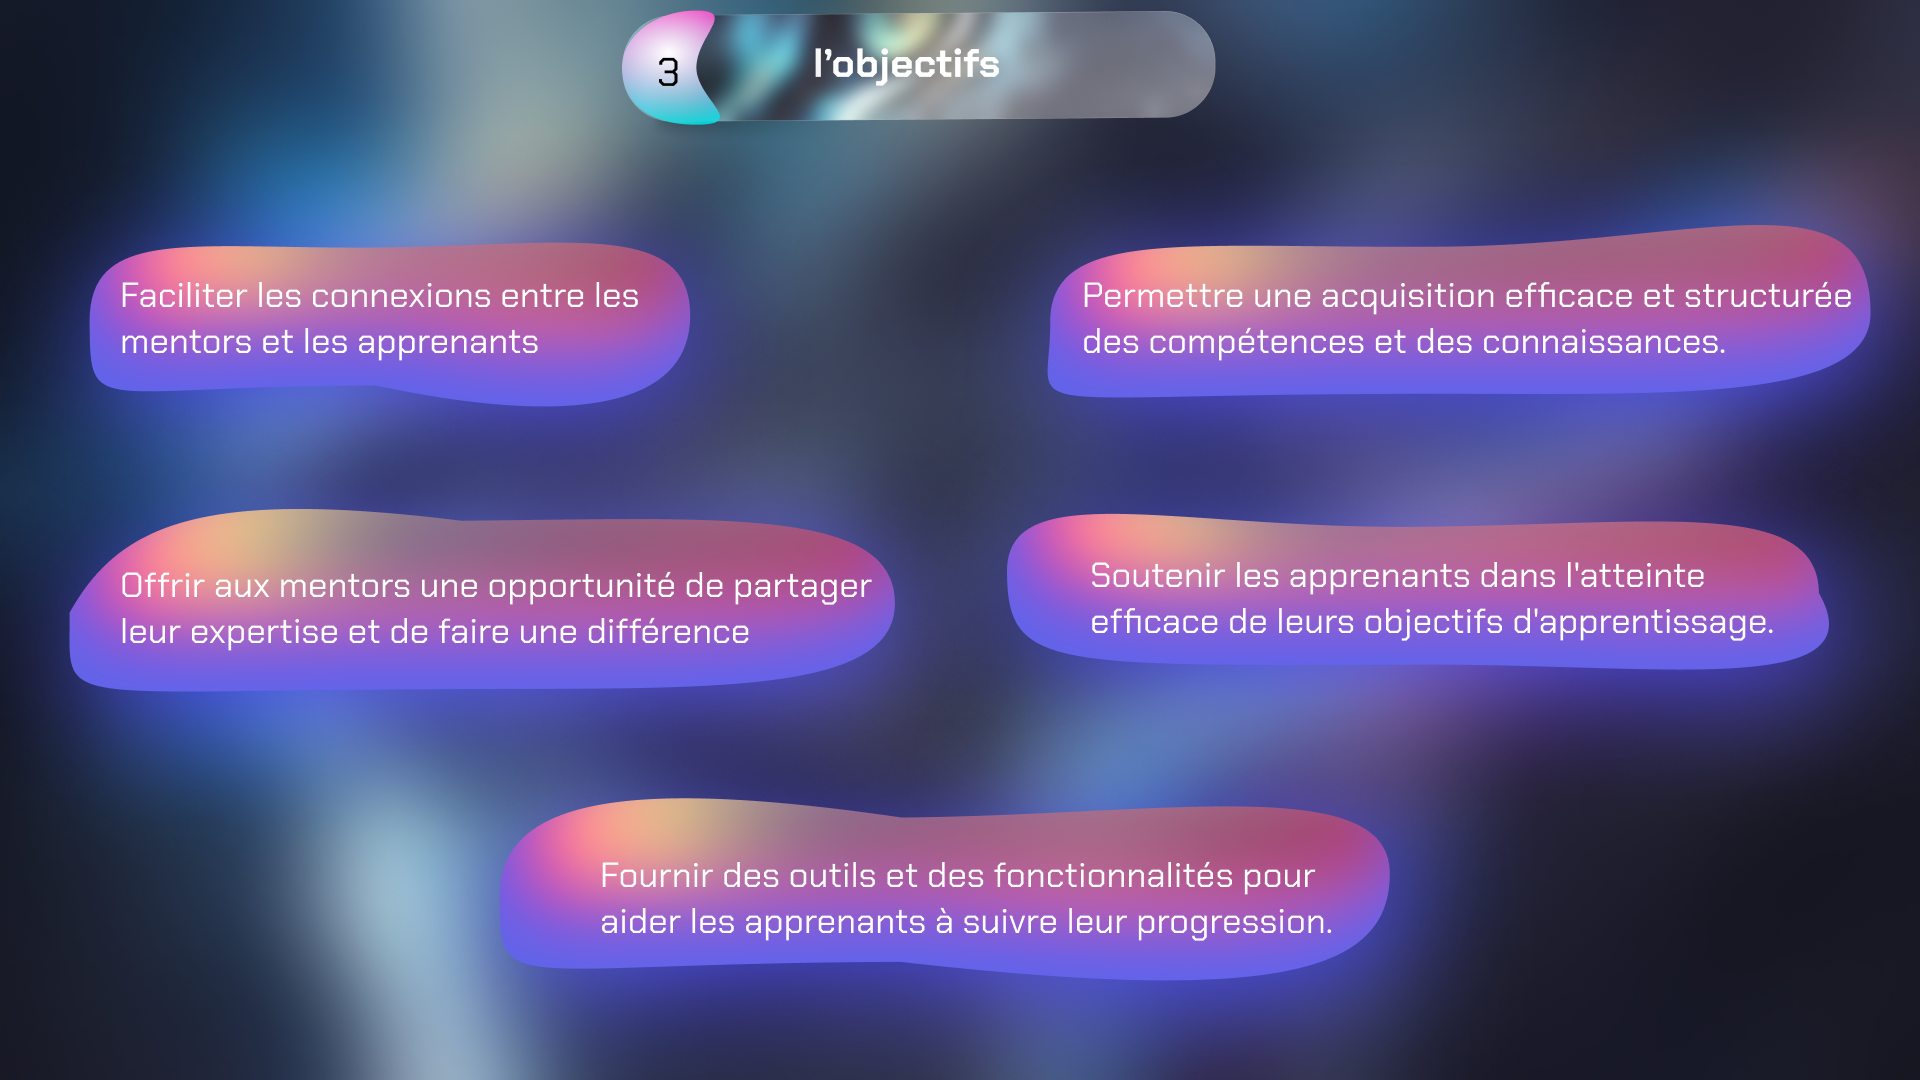 3
l’objectifs
Faciliter les connexions entre les
mentors et les apprenants
Permettre une acquisition efficace et structurée
des compétences et des connaissances.
Offrir aux mentors une opportunité de partager
leur expertise et de faire une différence
Soutenir les apprenants dans l'atteinte
efficace de leurs objectifs d'apprentissage.
Fournir des outils et des fonctionnalités pour
aider les apprenants à suivre leur progression.